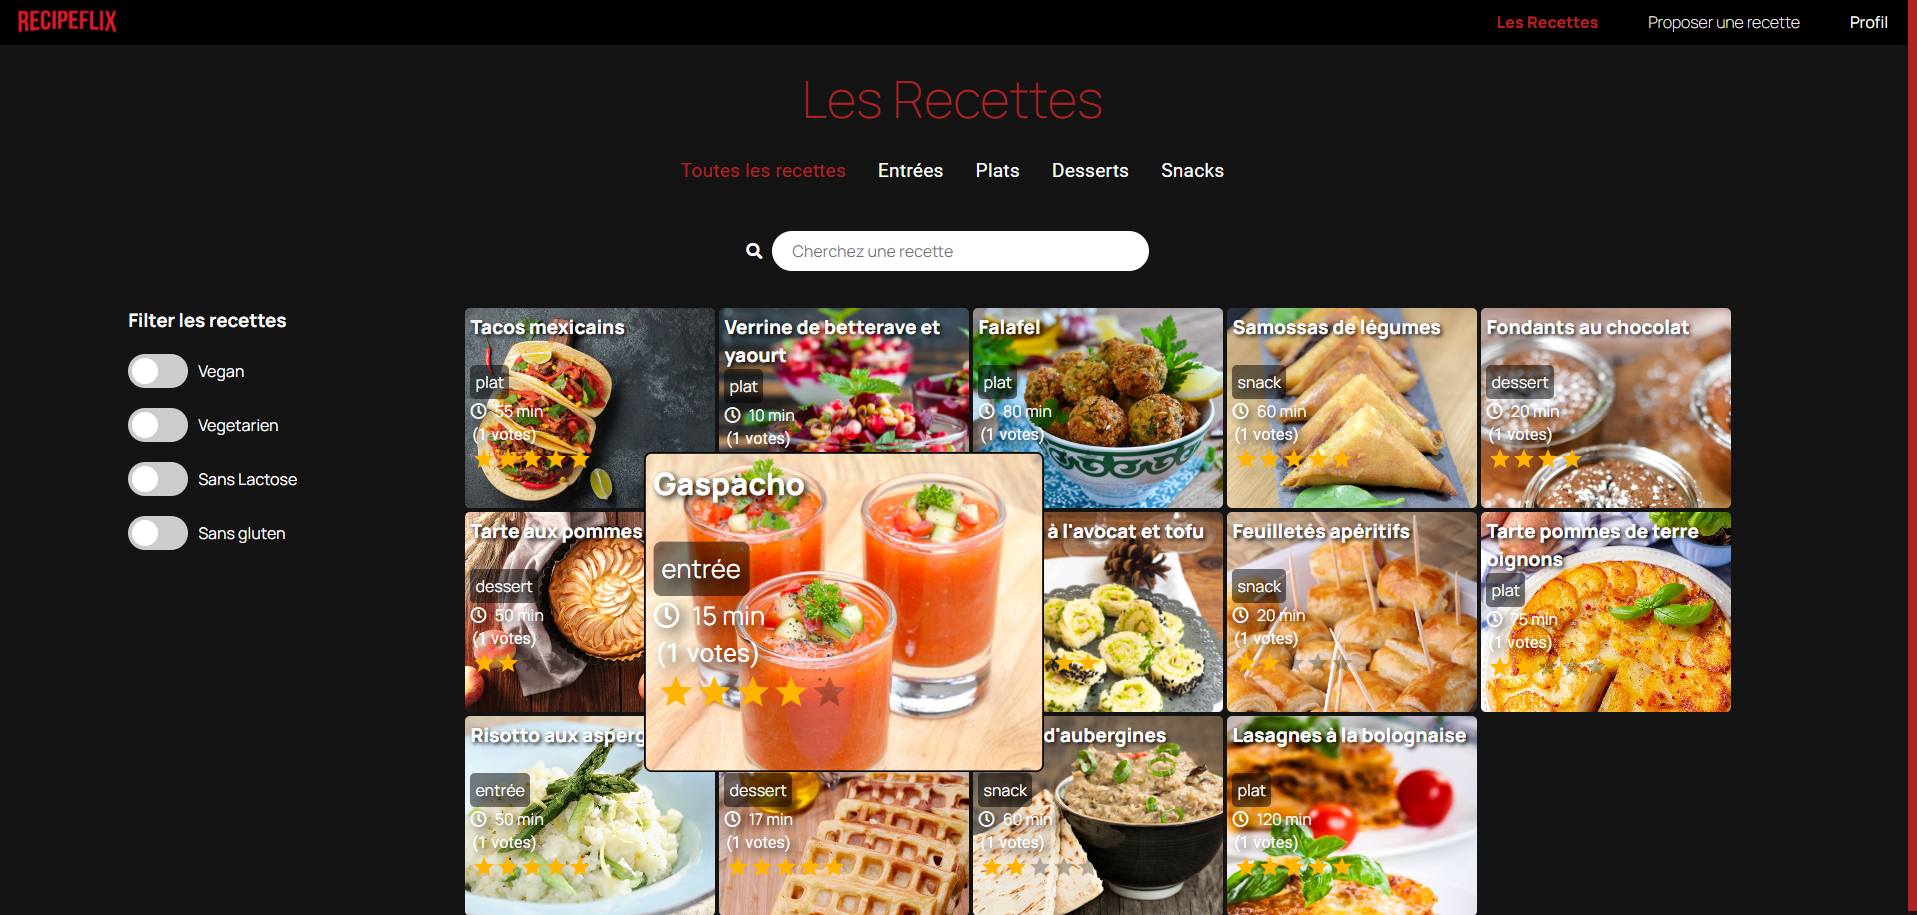 RECIPEFLIX
Les Recettes
Proposer une recette
Profil
Les Recettes
Toutes les recettes
Entrées
Plats
Desserts
Snacks
Cherchez une recette
Filter les recettes
Vegan
Vegetarien
Sans Lactose
Sans gluten
Tacos mexicains
plat
55 min
(1 votes)
Verrine de betterave et
yaourt
plat
10 min
(1 votes)
Falafel
plat
80 min
(1 votes)
Samossas de légumes
snack
60 min
(1 votes)
Fondants au chocolat
dessert
20 min
(1 votes)
Tarte aux pommes
dessert
50 min
(1 votes)
Gaspacho
entrée
15 min
(1 votes)
à l'avocat et tofu
Feuilletés apéritifs
snack
20 min
(1 votes)
Tarte pommes de terre
oignons
plat
75 min
(1 votes)
Risotto aux asperg
entrée
50 min
(1 votes)
dessert
17 min
(1 votes)
d'aubergines
snack
60 min
(1 votes)
Lasagnes à la bolognaise
plat
120 min
(1 votes)